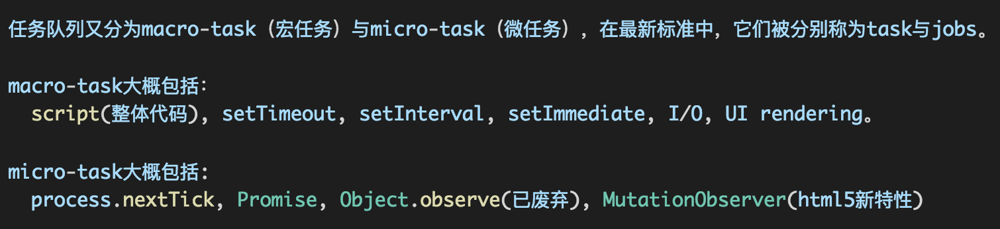 任务队列又分为macro-task（宏任务）与micro-task（微任务）, 在最新标准中, 它们被分别称为task与jobs。
macro-task大概包括:
script(整体代码), setTimeout, setInterval, setImmediate, I/O, UI rendering。
micro-task大概包括:
process.nextTick, Promise, Object.observe(已废弃), MutationObserver(html5新特性)